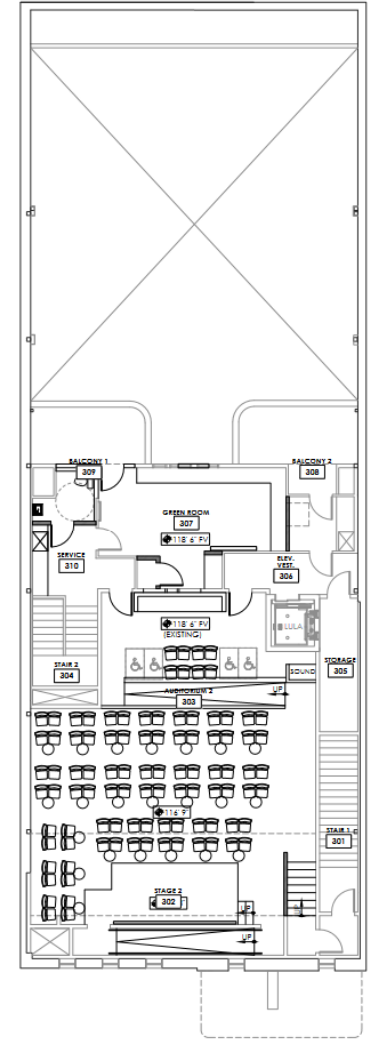 BALCONY 1
309
BALCONY 2
308
GREEN ROOM
307
118' 6" FV
SERVICE
310
ELEV.
VEST.
306
118' 6" FV
(EXISTING)
LULA
STAIR 2
304
SOUND
STORAGE
305
UP
AUDITORIUM 2
303
116' 9"
STAIR 1
301
STAGE 2
302
UP
UP
UP